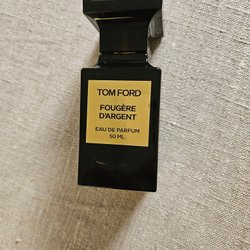 TOM FORD
FOUGÈRE
D'ARGENT
EAU DE PARFUM
50 ML